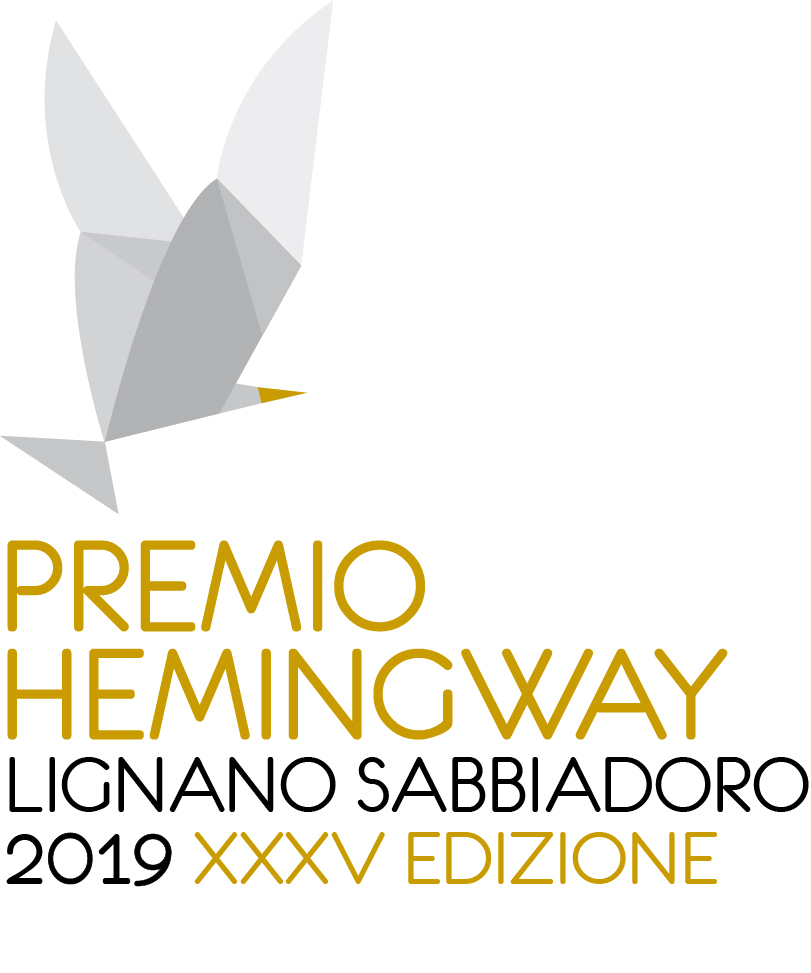 PREMIO
HEMINGWAY
LIGNANO SABBIADORO
2019 XXXV EDIZIONE